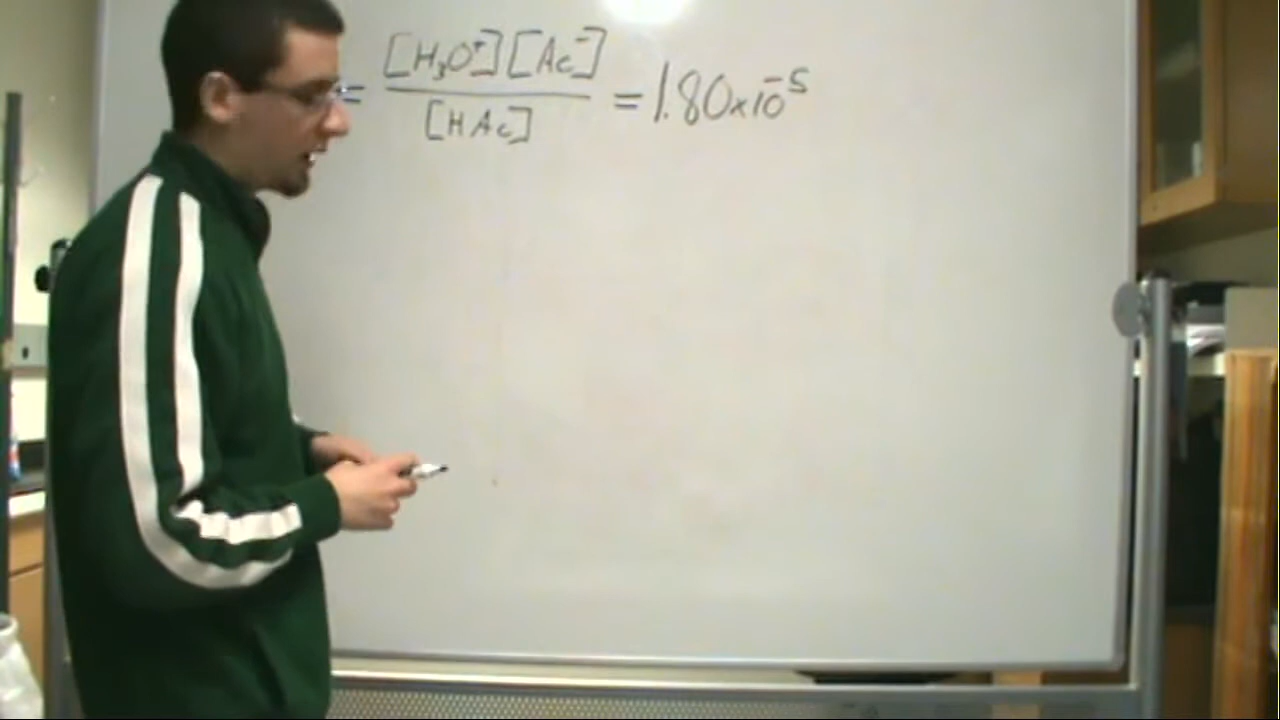 = [H₃O⁺][Ac⁻] / [HAc] = 1.80x10⁻⁵